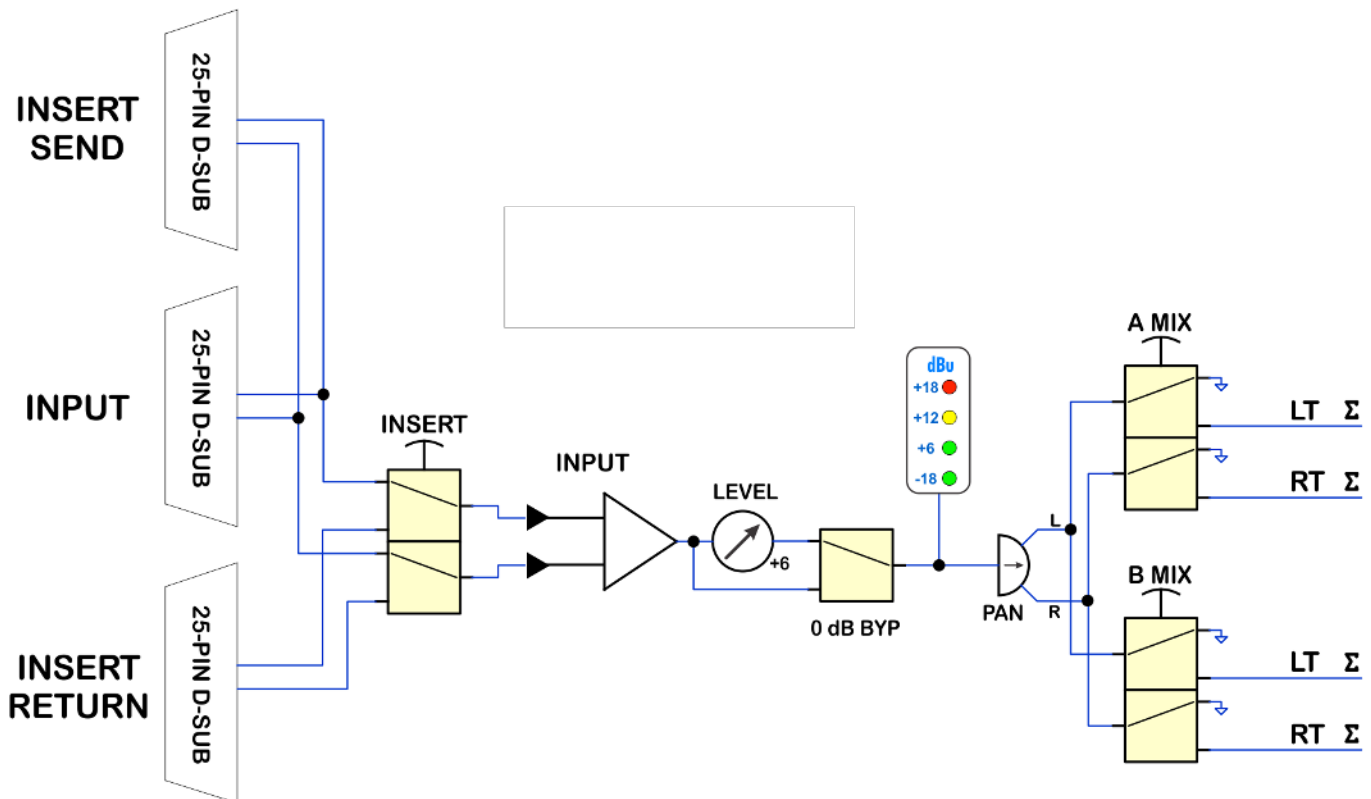 INSERT
SEND
25-PIN D-SUB
INPUT
25-PIN D-SUB
INSERT
RETURN
25-PIN D-SUB
INSERT
INPUT
LEVEL
+6
0 dB BYP
dBu
+18
+12
+6
-18
PAN
L
R
A MIX
LT Σ
RT Σ
B MIX
LT Σ
RT Σ